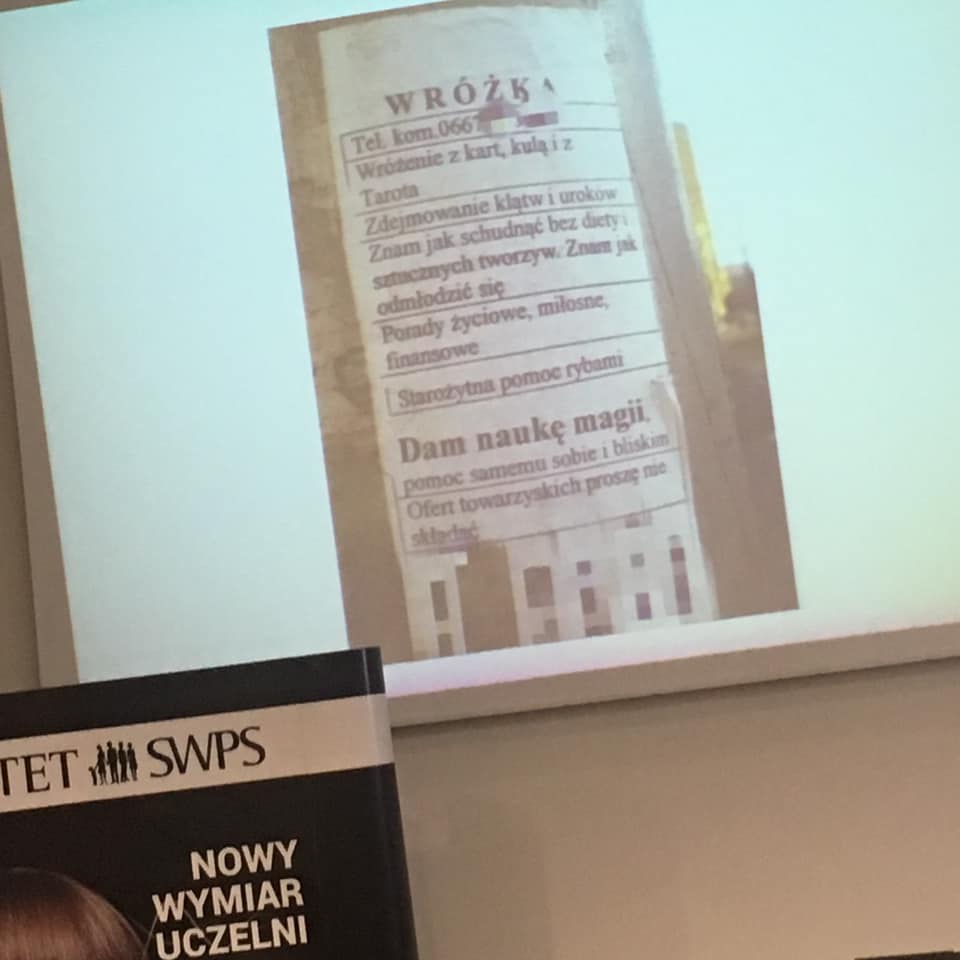 WRÓŻKA
Tel. kom.0667
Wróżenie z kart, kulą i z
Tarota
Zdejmowanie klątw i uroków
Znam jak schudnąć bez diety i
sztucznych tworzyw. Znam jak
odmłodzić się
Porady życiowe, miłosne,
finansowe
Starożytna pomoc rybami
Dam naukę magii,
pomoc samemu sobie i bliskim
Ofert towarzyskich proszę nie
składać
TET SWPS
NOWY
WYMIAR
UCZELNI